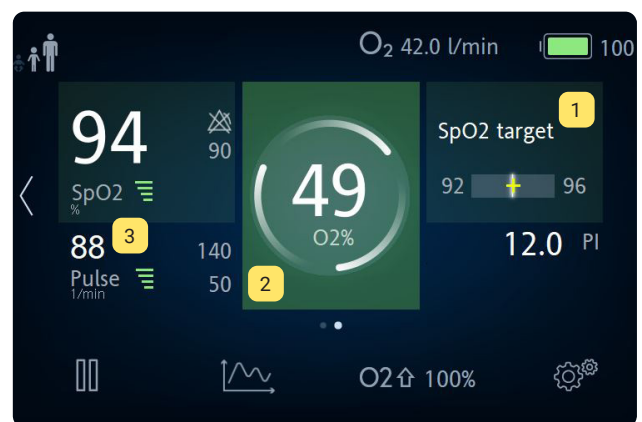 O2 42.0 l/min 100
94 90
SpO2
%
49
O2%
1
SpO2 target
92 96
88 3 140
Pulse 50
1/min
2
12.0 PI
O2 100%